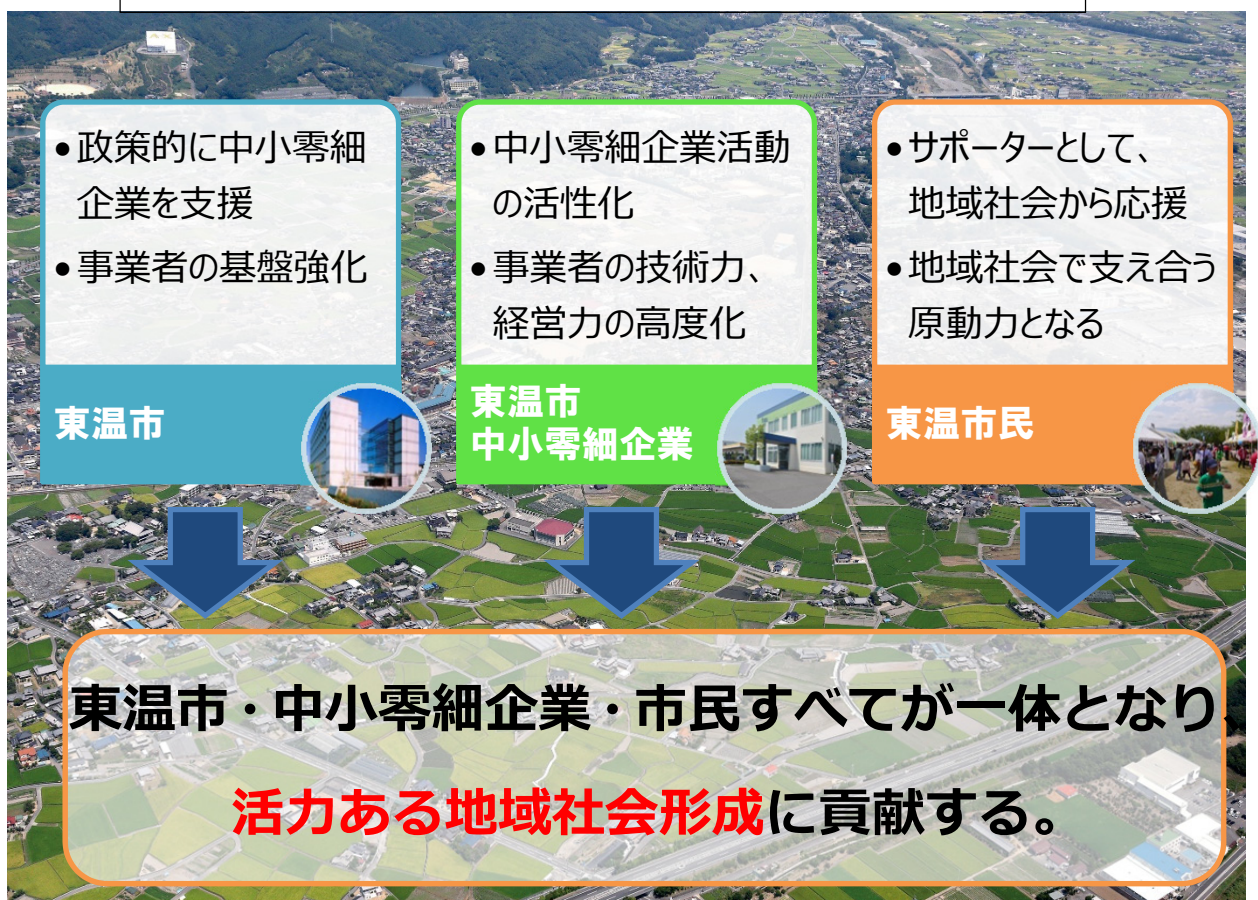 •政策的に中小零細
企業を支援
•事業者の基盤強化
東温市
•中小零細企業活動
の活性化
•事業者の技術力、
経営力の高度化
東温市
中小零細企業
•サポーターとして、
地域社会から応援
•地域社会で支え合う
原動力となる
東温市民
東温市・中小零細企業・市民すべてが一体となり、
活力ある地域社会形成に貢献する。